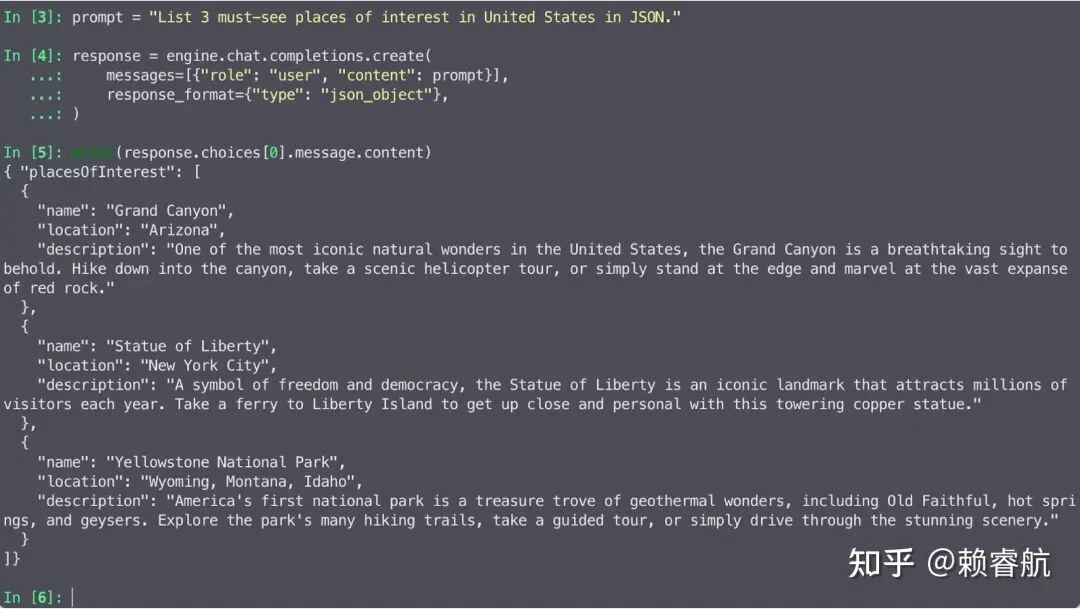 In [3]: prompt = "List 3 must-see places of interest in United States in JSON."
In [4]: response = engine.chat.completions.create(
...: messages=[{"role": "user", "content": prompt}],
...: response_format={"type": "json_object"},
...: )
In [5]: print(response.choices[0].message.content)
{ "placesOfInterest": [
{
"name": "Grand Canyon",
"location": "Arizona",
"description": "One of the most iconic natural wonders in the United States, the Grand Canyon is a breathtaking sight to
behold. Hike down into the canyon, take a scenic helicopter tour, or simply stand at the edge and marvel at the vast expanse
of red rock."
},
{
"name": "Statue of Liberty",
"location": "New York City",
"description": "A symbol of freedom and democracy, the Statue of Liberty is an iconic landmark that attracts millions of
visitors each year. Take a ferry to Liberty Island to get up close and personal with this towering copper statue."
},
{
"name": "Yellowstone National Park",
"location": "Wyoming, Montana, Idaho",
"description": "America's first national park is a treasure trove of geothermal wonders, including Old Faithful, hot spri
ngs, and geysers. Explore the park's many hiking trails, take a guided tour, or simply drive through the stunning scenery."
}
]}
知乎 @赖睿航
In [6]: